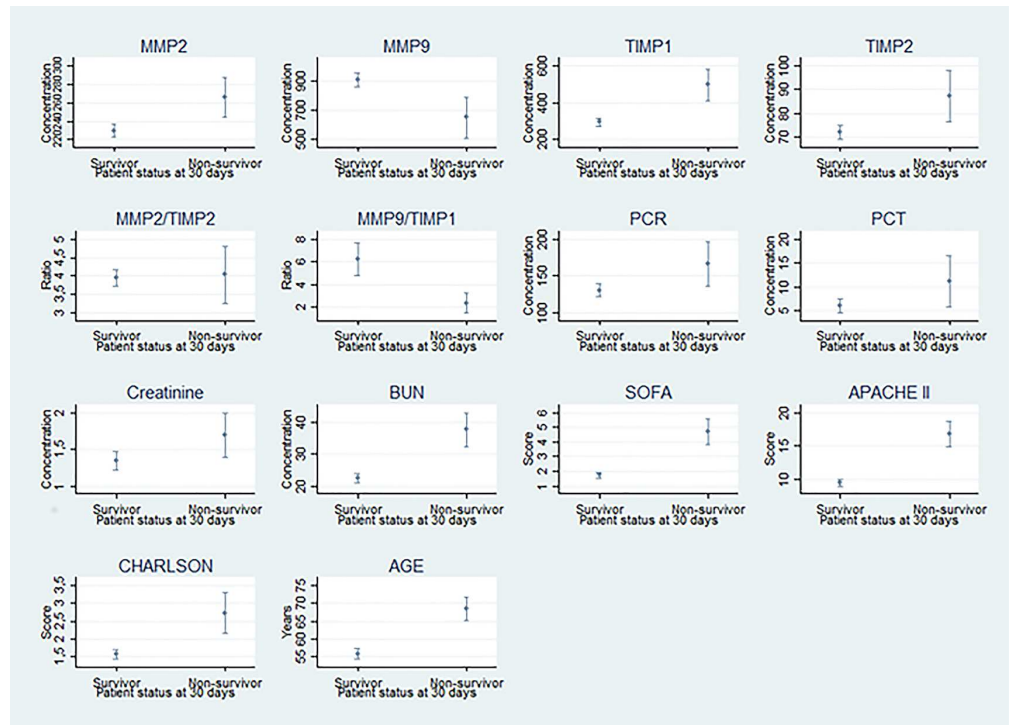 MMP2
Concentration
220 240 260 280 300
Survivor Non-survivor
Patient status at 30 days
MMP9
Concentration
500 700 900
Survivor Non-survivor
Patient status at 30 days
TIMP1
Concentration
200 400 600
Survivor Non-survivor
Patient status at 30 days
TIMP2
Concentration
70 80 90 100
Survivor Non-survivor
Patient status at 30 days
MMP2/TIMP2
Ratio
3 3,5 4 4,5 5
Survivor Non-survivor
Patient status at 30 days
MMP9/TIMP1
Ratio
2 4 6 8
Survivor Non-survivor
Patient status at 30 days
PCR
Concentration
100 150 200
Survivor Non-survivor
Patient status at 30 days
PCT
Concentration
5 10 15 20
Survivor Non-survivor
Patient status at 30 days
Creatinine
Concentration
1 1,5 2
Survivor Non-survivor
Patient status at 30 days
BUN
Concentration
20 30 40
Survivor Non-survivor
Patient status at 30 days
SOFA
Score
1 2 3 4 5 6
Survivor Non-survivor
Patient status at 30 days
APACHE II
Score
10 15 20
Survivor Non-survivor
Patient status at 30 days
CHARLSON
Score
1,5 2 2,5 3 3,5
Survivor Non-survivor
Patient status at 30 days
AGE
Years
55 60 65 70 75
Survivor Non-survivor
Patient status at 30 days